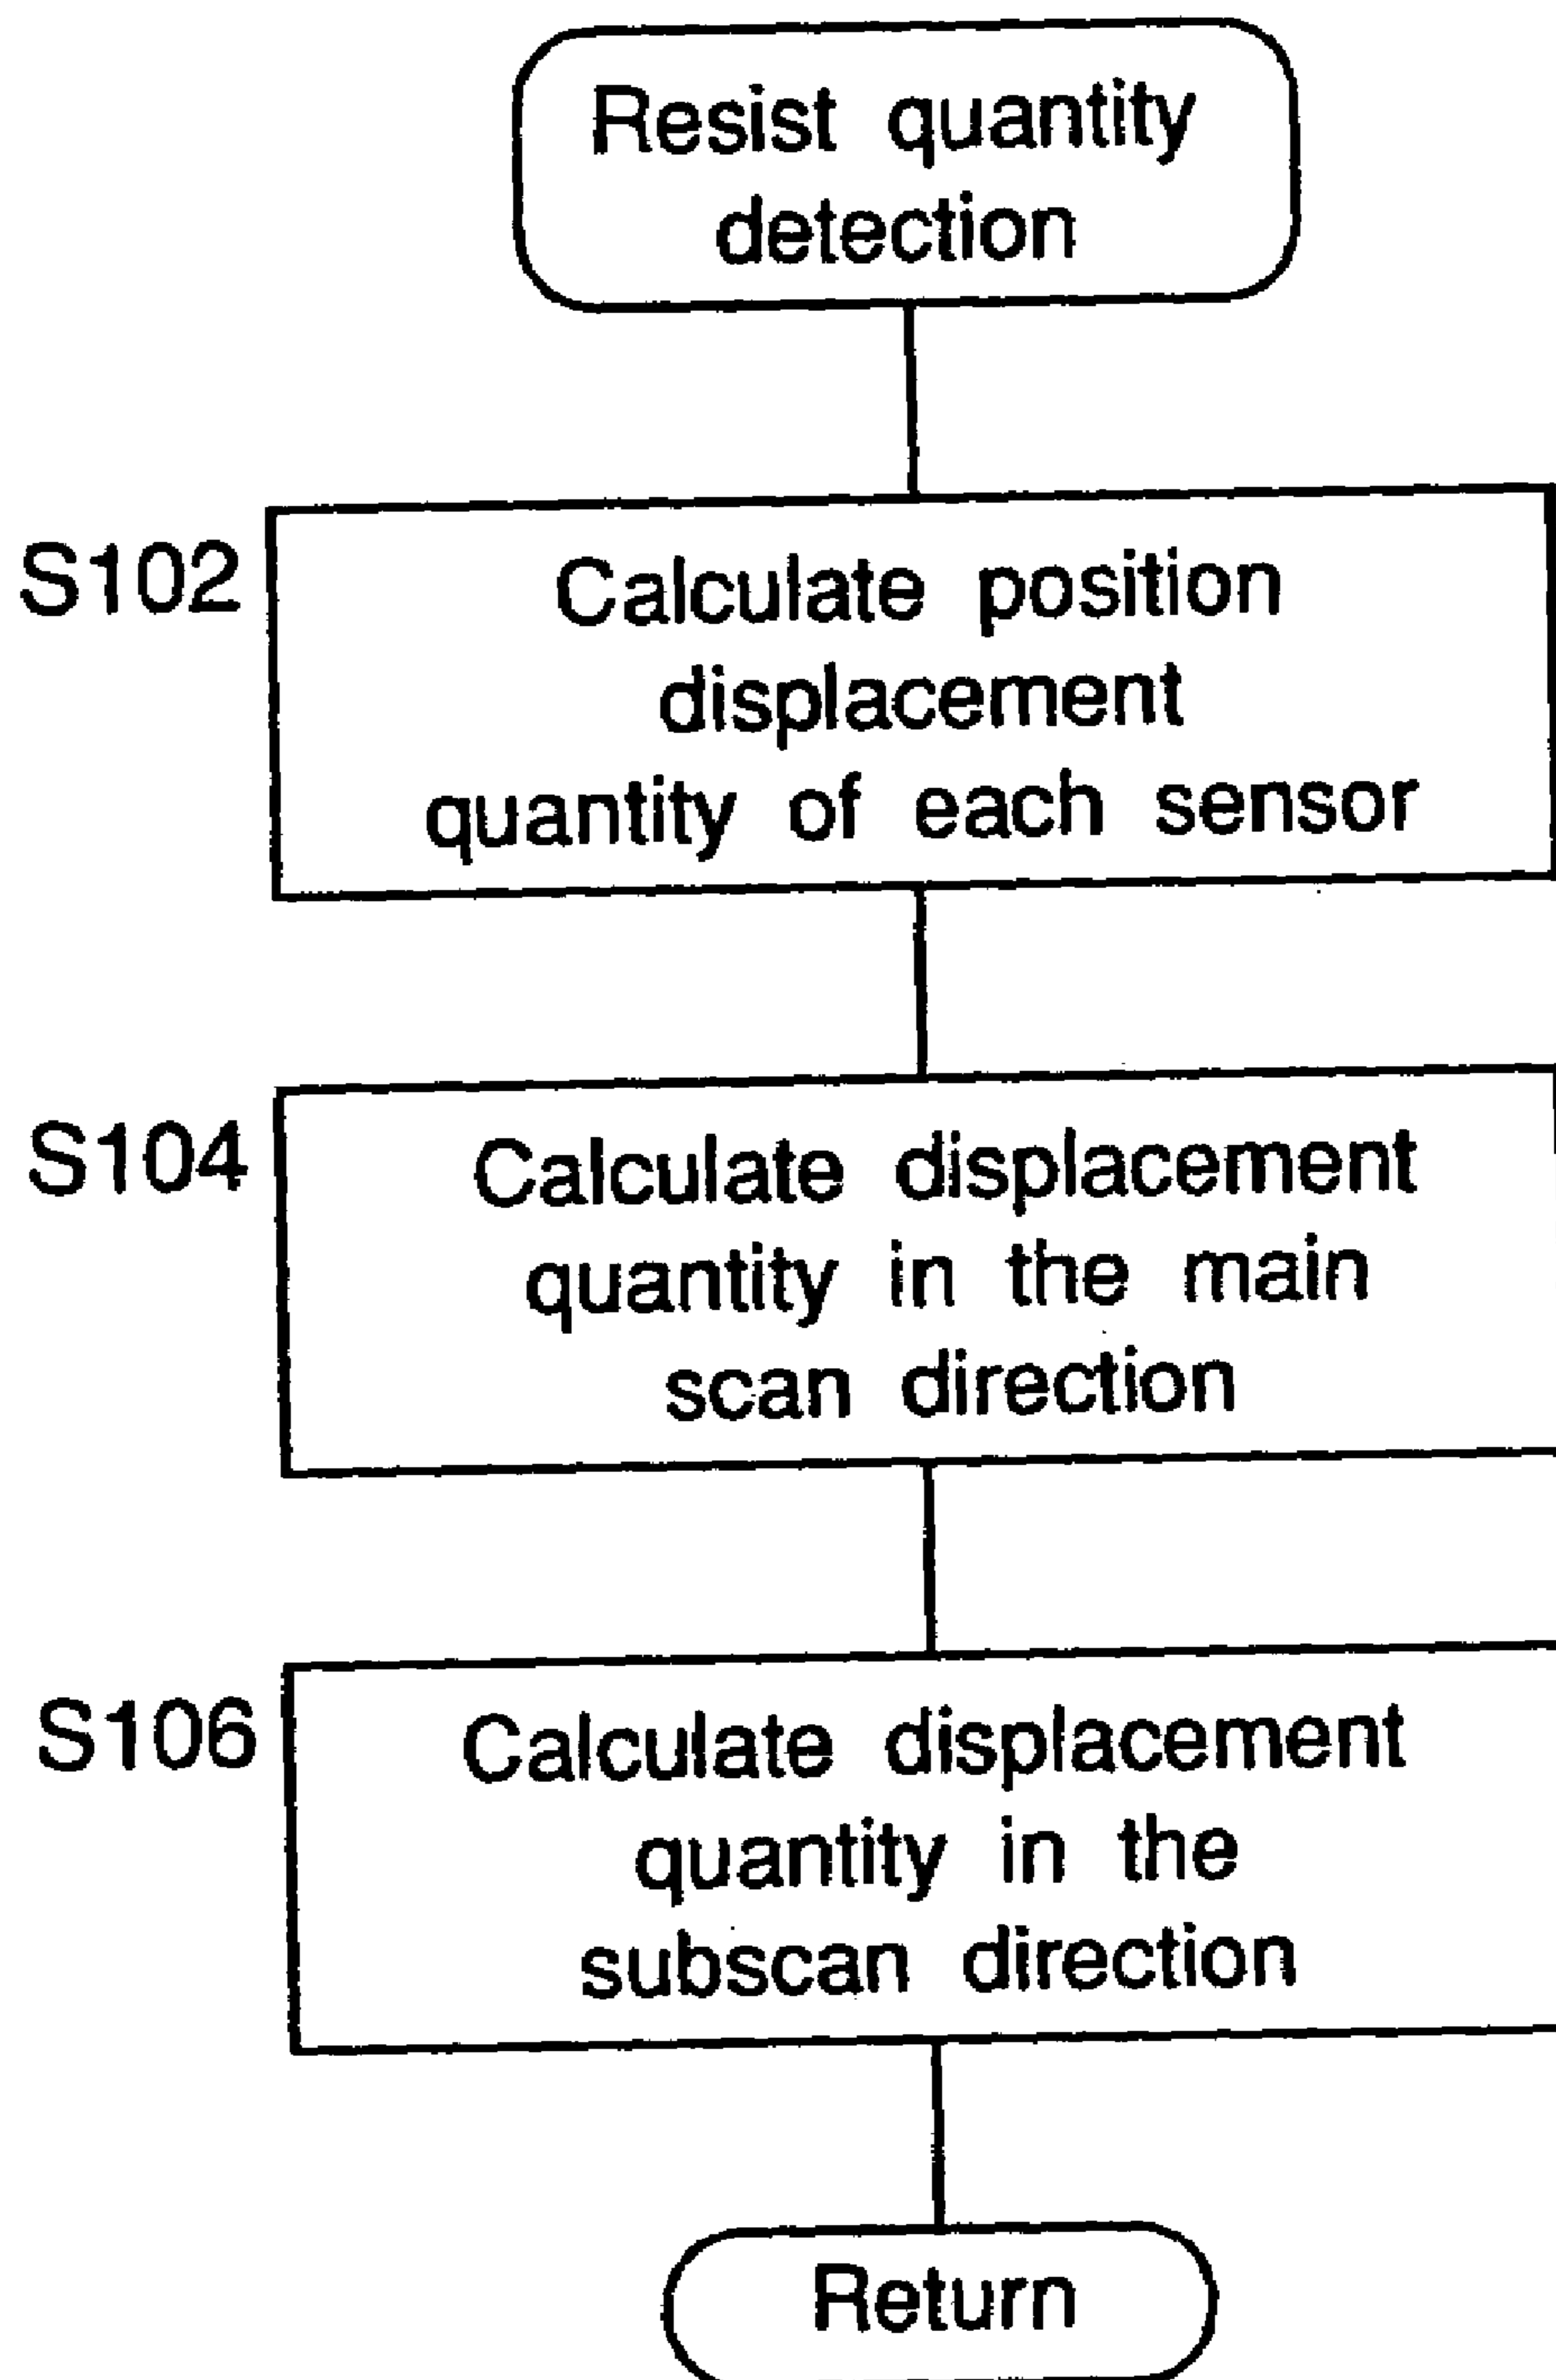 Resist quantity
detection
S102
Calculate position
displacement
quantity of each sensor
S104
Calculate displacement
quantity in the main
scan direction
S106
Calculate displacement
quantity in the
subscan direction
Return